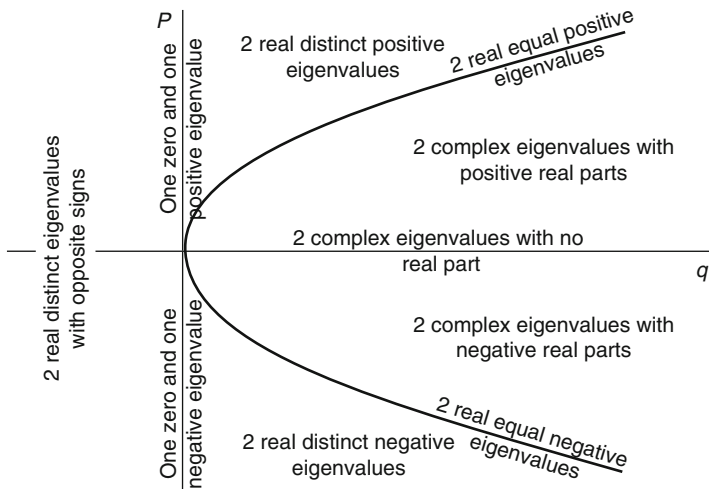 P
One zero and one
positive eigenvalue
2 real distinct positive
eigenvalues
2 real equal positive
eigenvalues
2 complex eigenvalues with
positive real parts
2 real distinct eigenvalues
with opposite signs
2 complex eigenvalues with no
real part
q
One zero and one
negative eigenvalue
2 complex eigenvalues with
negative real parts
2 real distinct negative
eigenvalues
2 real equal negative
eigenvalues